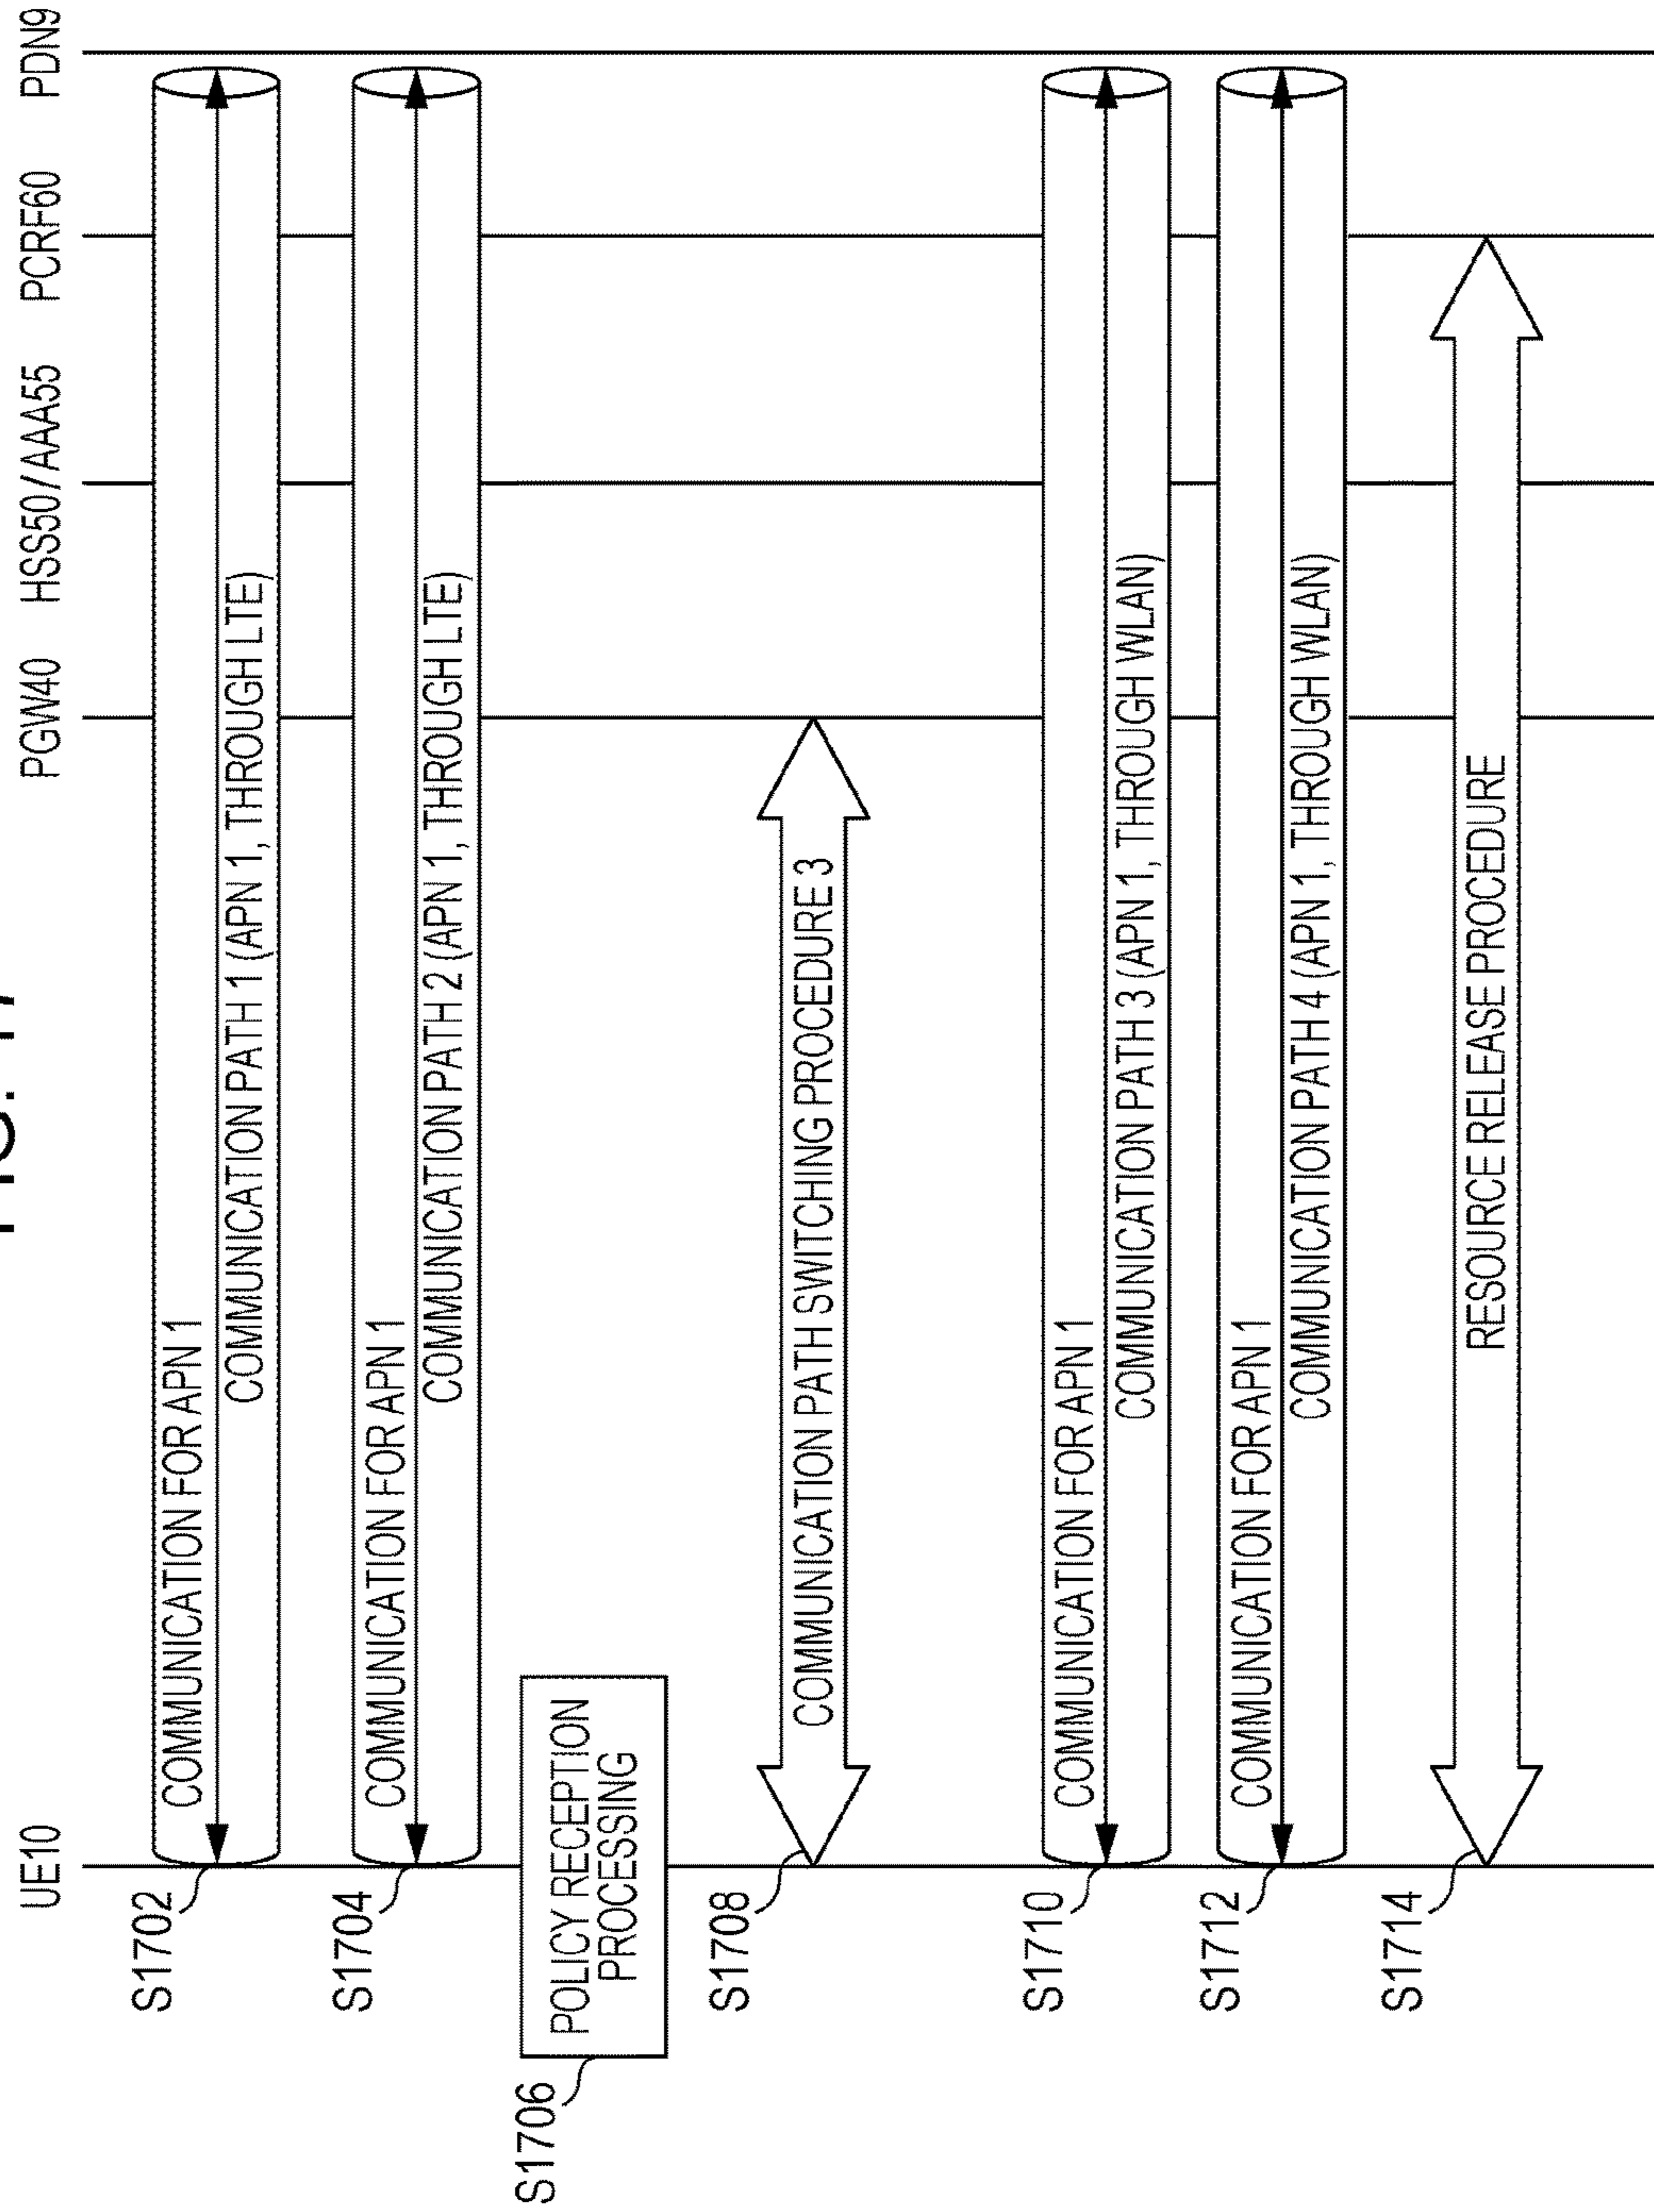 FIG. 17
UE10
PGW40
HSS50/AAA55
PCRF60
PDN9
S1702
COMMUNICATION FOR APN 1
COMMUNICATION PATH 1 (APN 1, THROUGH LTE)
S1704
COMMUNICATION FOR APN 1
COMMUNICATION PATH 2 (APN 1, THROUGH LTE)
S1706
POLICY RECEPTION
PROCESSING
S1708
COMMUNICATION PATH SWITCHING PROCEDURE 3
S1710
COMMUNICATION FOR APN 1
COMMUNICATION PATH 3 (APN 1, THROUGH WLAN)
S1712
COMMUNICATION FOR APN 1
COMMUNICATION PATH 4 (APN 1, THROUGH WLAN)
S1714
RESOURCE RELEASE PROCEDURE